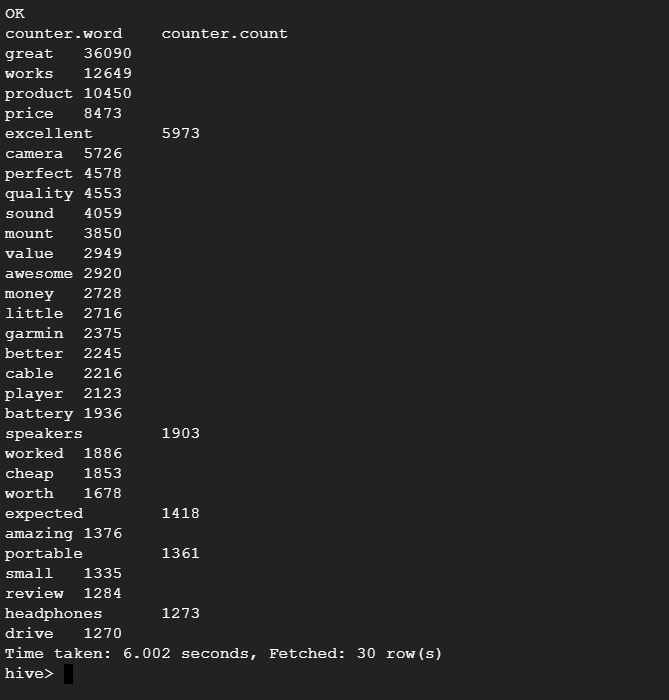 OK
counter.word counter.count
great 36090
works 12649
product 10450
price 8473
excellent 5973
camera 5726
perfect 4578
quality 4553
sound 4059
mount 3850
value 2949
awesome 2920
money 2728
little 2716
garmin 2375
better 2245
cable 2216
player 2123
battery 1936
speakers 1903
worked 1886
cheap 1853
worth 1678
expected 1418
amazing 1376
portable 1361
small 1335
review 1284
headphones 1273
drive 1270
Time taken: 6.002 seconds, Fetched: 30 row(s)
hive>